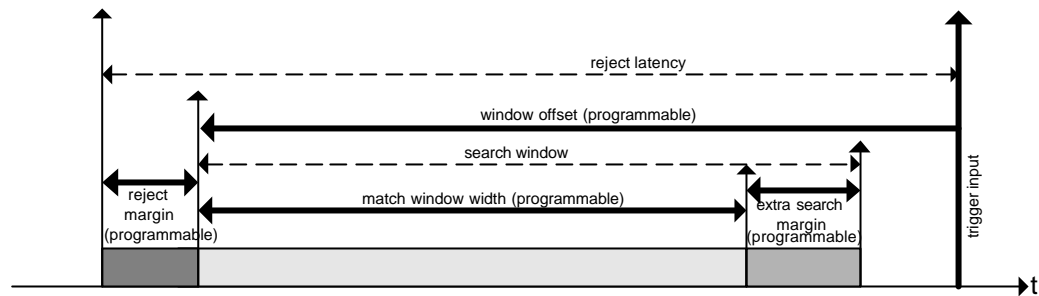 reject latency
window offset (programmable)
search window
reject
margin
(programmable)
match window width (programmable)
extra search
margin
(programmable)
trigger input
t